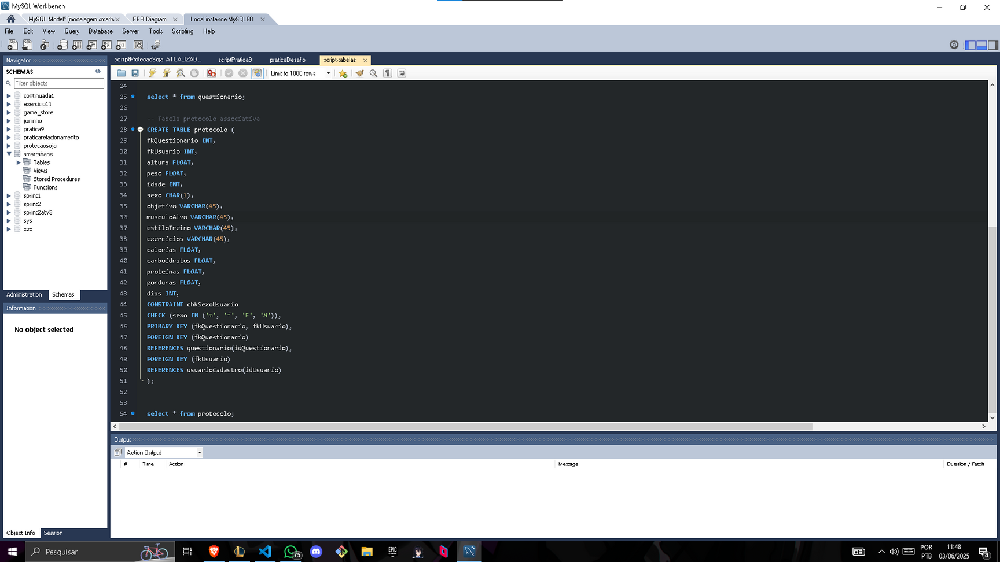 MySQL Workbench
MySQL Model* (modelagem smarts.x
EER Diagram
Local instance MySQL80
File Edit View Query Database Server Tools Scripting Help
Navigator
SCHEMAS
Filter objects
continuada1
exercicio11
game_store
juninho
pratica9
praticarelacionamento
protecaosoja
smartshape
Tables
Views
Stored Procedures
Functions
sprint1
sprint2
sprint2atv3
sys
xzx
Administration Schemas
Information
No object selected
Object Info Session
scriptProtecaoSoja ATUALIZAD... scriptPratica9 praticaDesafio script-tabelas
Limit to 1000 rows
24
25 select * from questionario;
26
27 -- Tabela protocolo associativa
28 CREATE TABLE protocolo (
29 fkQuestionario INT,
30 fkUsuario INT,
31 altura FLOAT,
32 peso FLOAT,
33 idade INT,
34 sexo CHAR(1),
35 objetivo VARCHAR(45),
36 musculoAlvo VARCHAR(45),
37 estiloTreino VARCHAR(45),
38 exercicios VARCHAR(45),
39 calorias FLOAT,
40 carboidratos FLOAT,
41 proteinas FLOAT,
42 gorduras FLOAT,
43 dias INT,
44 CONSTRAINT chkSexoUsuario
45 CHECK (sexo IN ('m', 'f', 'F', 'M')),
46 PRIMARY KEY (fkQuestionario, fkUsuario),
47 FOREIGN KEY (fkQuestionario)
48 REFERENCES questionario(idQuestionario),
49 FOREIGN KEY (fkUsuario)
50 REFERENCES usuarioCadastro(idUsuario)
51 );
52
53
54 select * from protocolo;
Output
Action Output
# Time Action Message Duration / Fetch
Pesquisar
75
EPIC GAMES
POR
PTB
11:48
03/06/2025
4